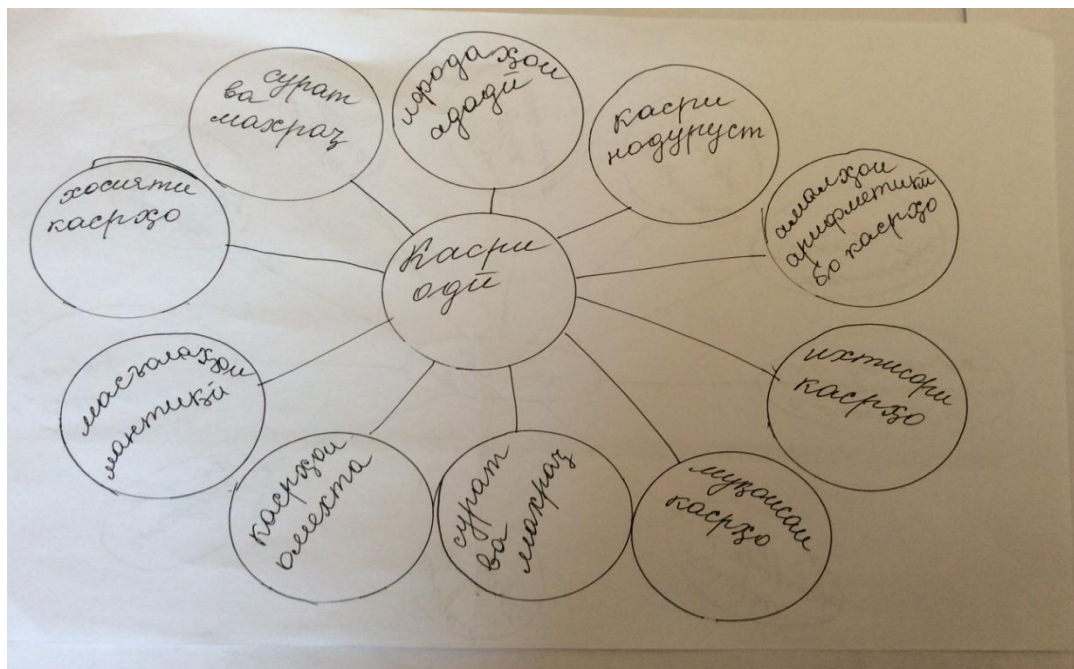 сурат
ва
махраҷ
ифодаҳои
ададӣ
касри
нодуруст
хосияти
касрҳо
амалҳои
арифметикӣ
бо касрҳо
Касри
одӣ
масъалаҳои
мантиқӣ
ихтисори
касрҳо
касрҳои
омехта
сурат
ва
махраҷ
муқоисаи
касрҳо